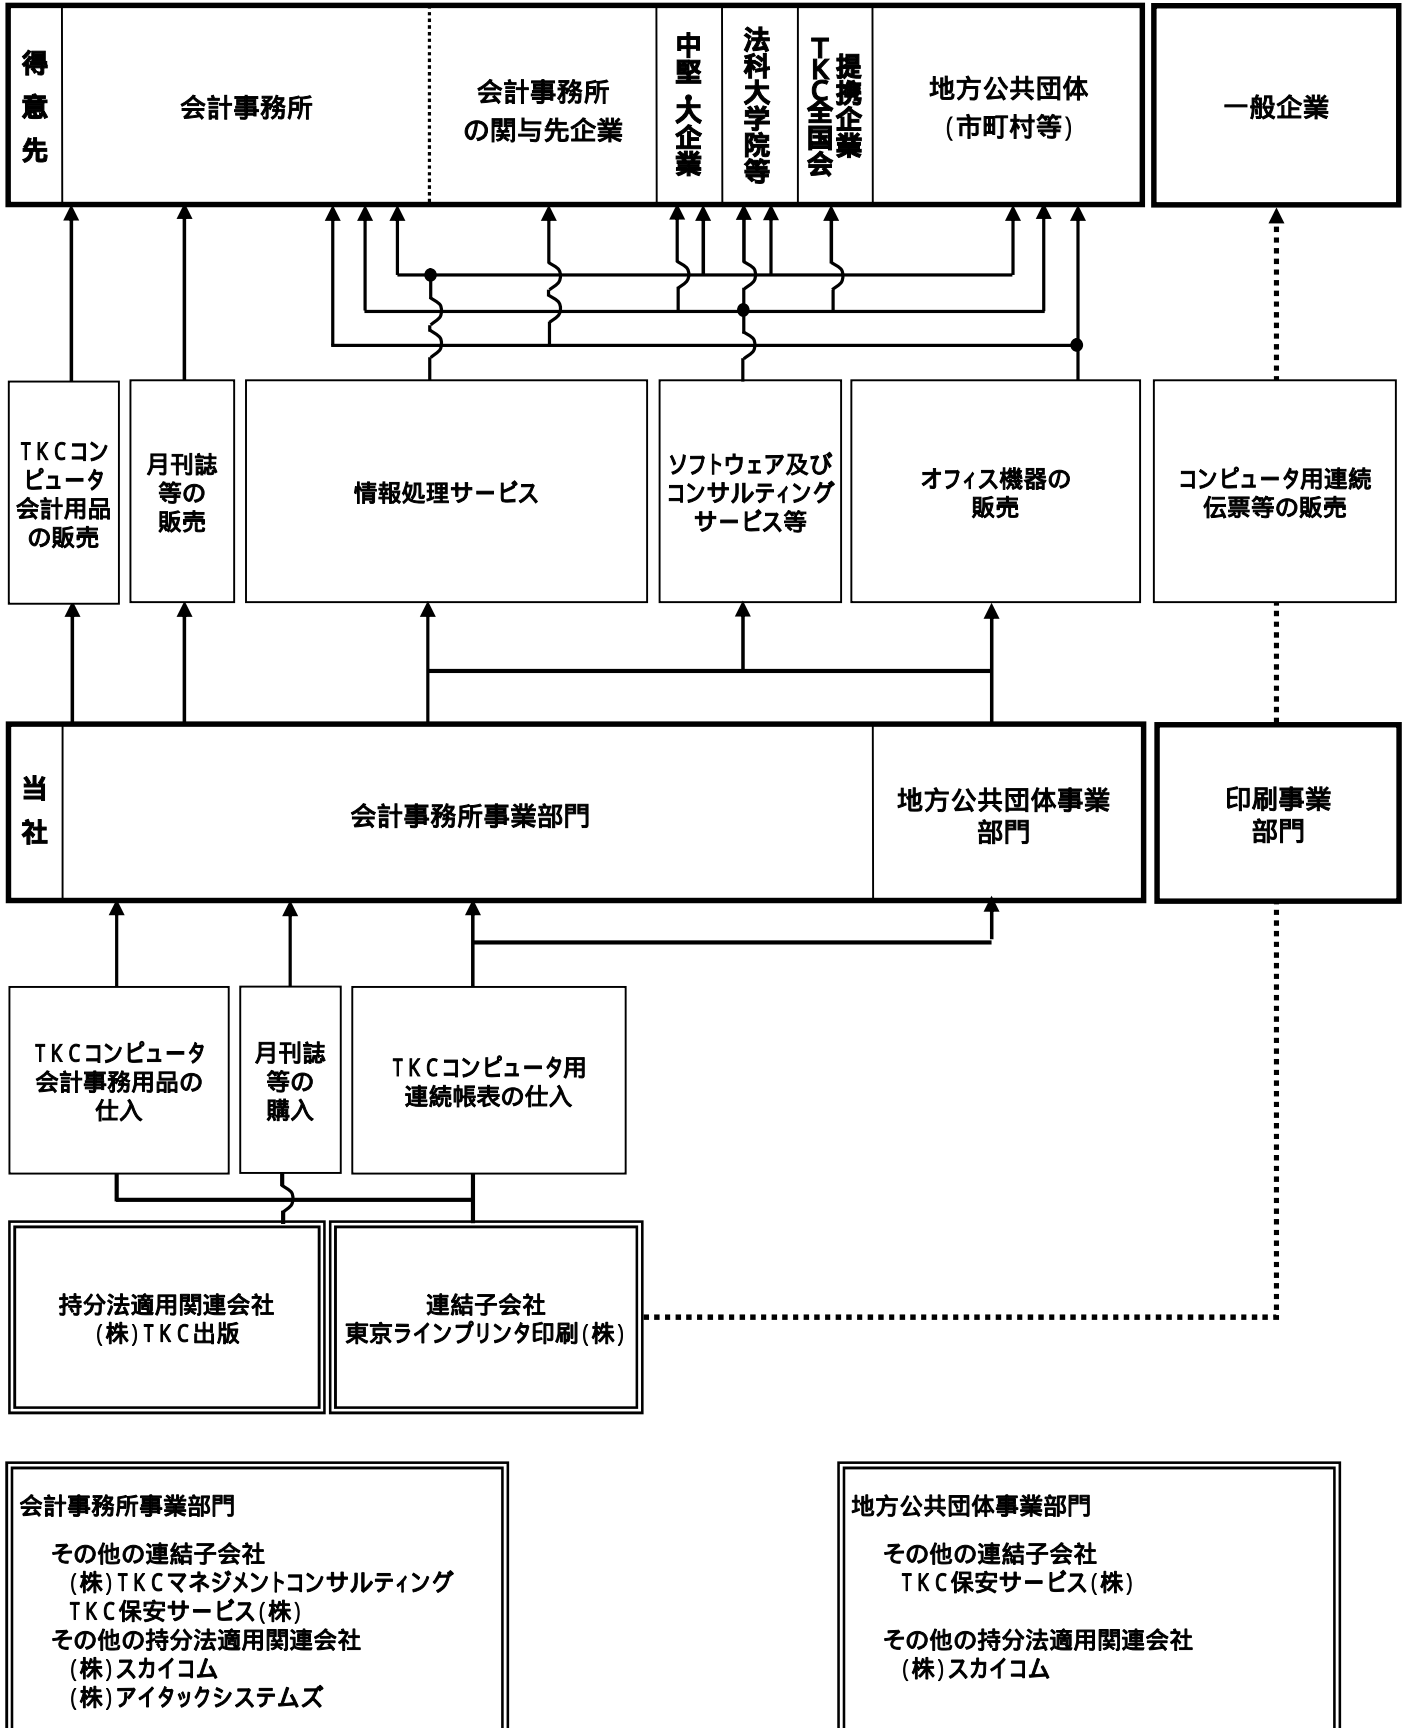 得意先
会計事務所
会計事務所
の関与先企業
中堅・大企業
法科大学院等
提携企業
TKC全国会
地方公共団体
(市町村等)
一般企業
TKCコン
ピュータ
会計用品
の販売
月刊誌
等の
販売
情報処理サービス
ソフトウェア及び
コンサルティング
サービス等
オフィス機器の
販売
コンピュータ用連続
伝票等の販売
当社
会計事務所事業部門
地方公共団体事業
部門
印刷事業
部門
TKCコンピュータ
会計事務用品の
仕入
月刊誌
等の
購入
TKCコンピュータ用
連続帳表の仕入
持分法適用関連会社
(株)TKC出版
連結子会社
東京ラインプリンタ印刷(株)
会計事務所事業部門
その他の連結子会社
(株)TKCマネジメントコンサルティング
TKC保安サービス(株)
その他の持分法適用関連会社
(株)スカイコム
(株)アイタックシステムズ
地方公共団体事業部門
その他の連結子会社
TKC保安サービス(株)
その他の持分法適用関連会社
(株)スカイコム